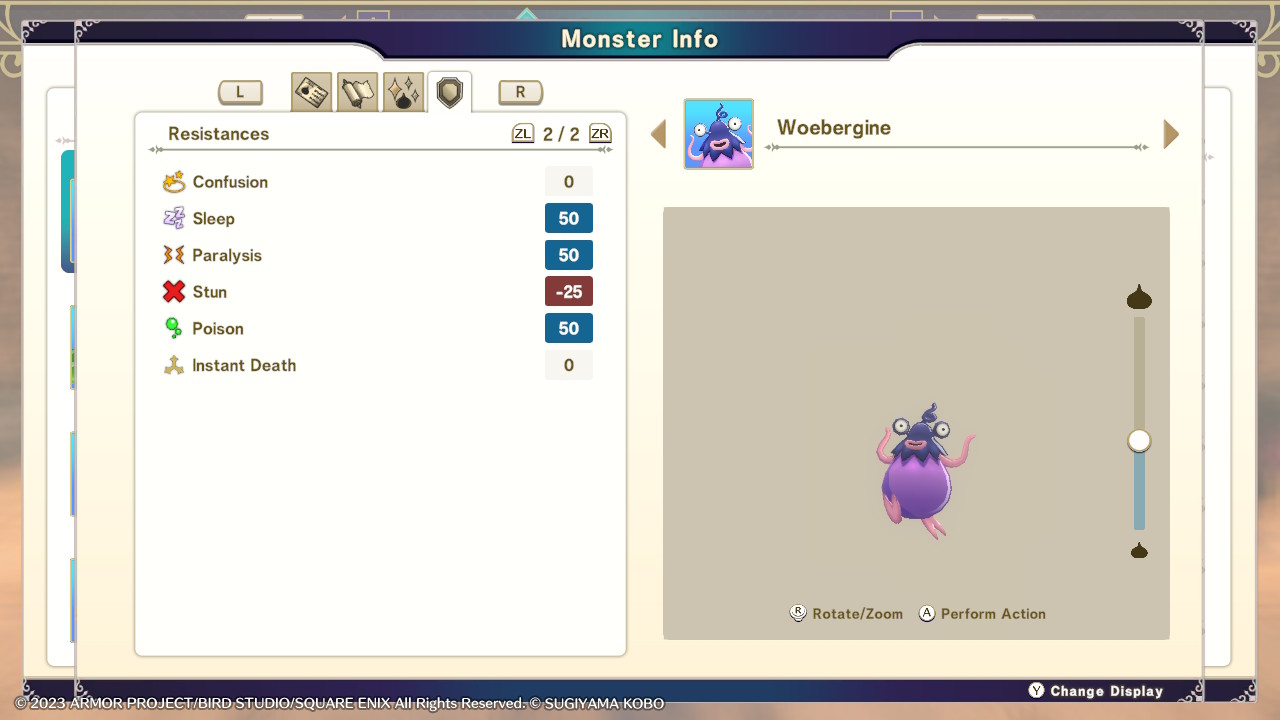 Monster Info
L R
Resistances ZL 2 / 2 ZR
Woebergine
Confusion 0
Sleep 50
Paralysis 50
Stun -25
Poison 50
Instant Death 0
R Rotate/Zoom A Perform Action
Y Change Display
© 2023 ARMOR PROJECT/BIRD STUDIO/SQUARE ENIX All Rights Reserved. © SUGIYAMA KOBO